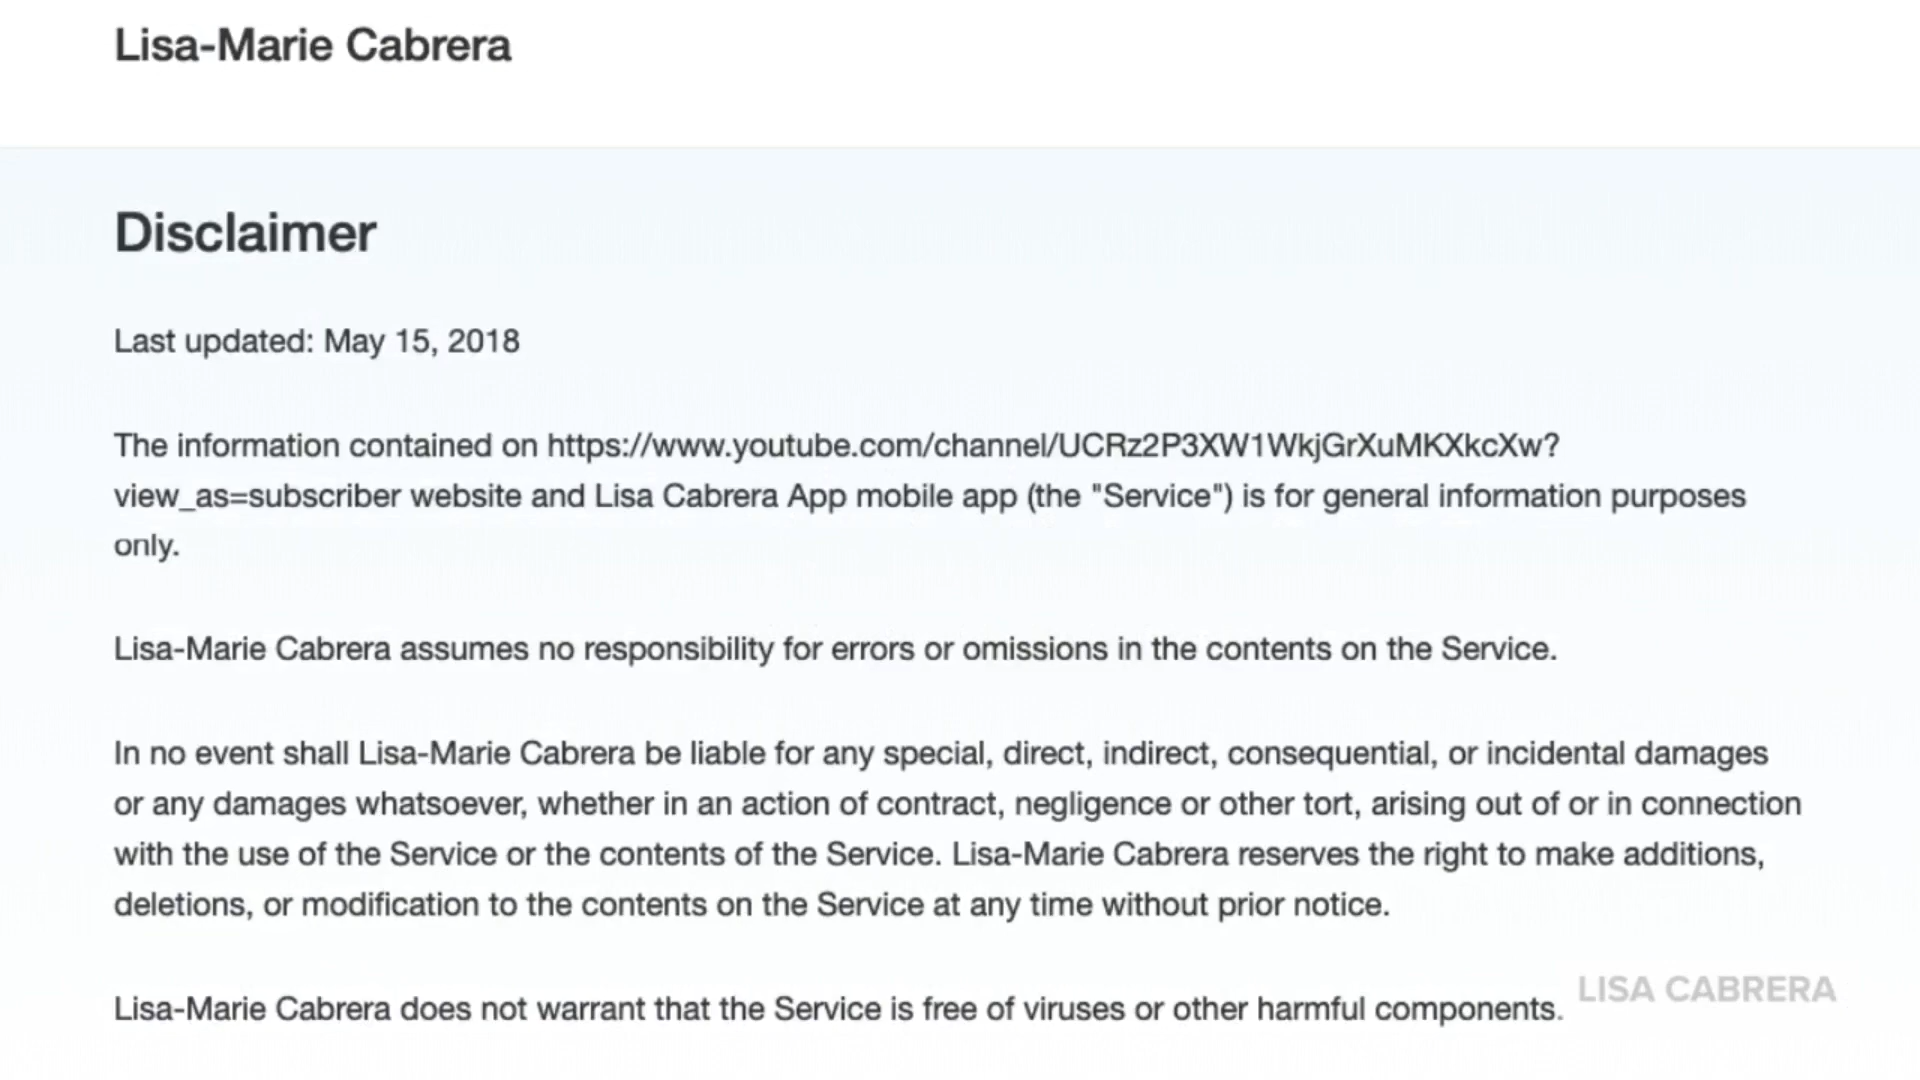 Lisa-Marie Cabrera
Disclaimer
Last updated: May 15, 2018
The information contained on https://www.youtube.com/channel/UCRz2P3XW1WkjGrXuMKXkcXw?
view_as=subscriber website and Lisa Cabrera App mobile app (the "Service") is for general information purposes
only.
Lisa-Marie Cabrera assumes no responsibility for errors or omissions in the contents on the Service.
In no event shall Lisa-Marie Cabrera be liable for any special, direct, indirect, consequential, or incidental damages
or any damages whatsoever, whether in an action of contract, negligence or other tort, arising out of or in connection
with the use of the Service or the contents of the Service. Lisa-Marie Cabrera reserves the right to make additions,
deletions, or modification to the contents on the Service at any time without prior notice.
Lisa-Marie Cabrera does not warrant that the Service is free of viruses or other harmful components.
LISA CABRERA